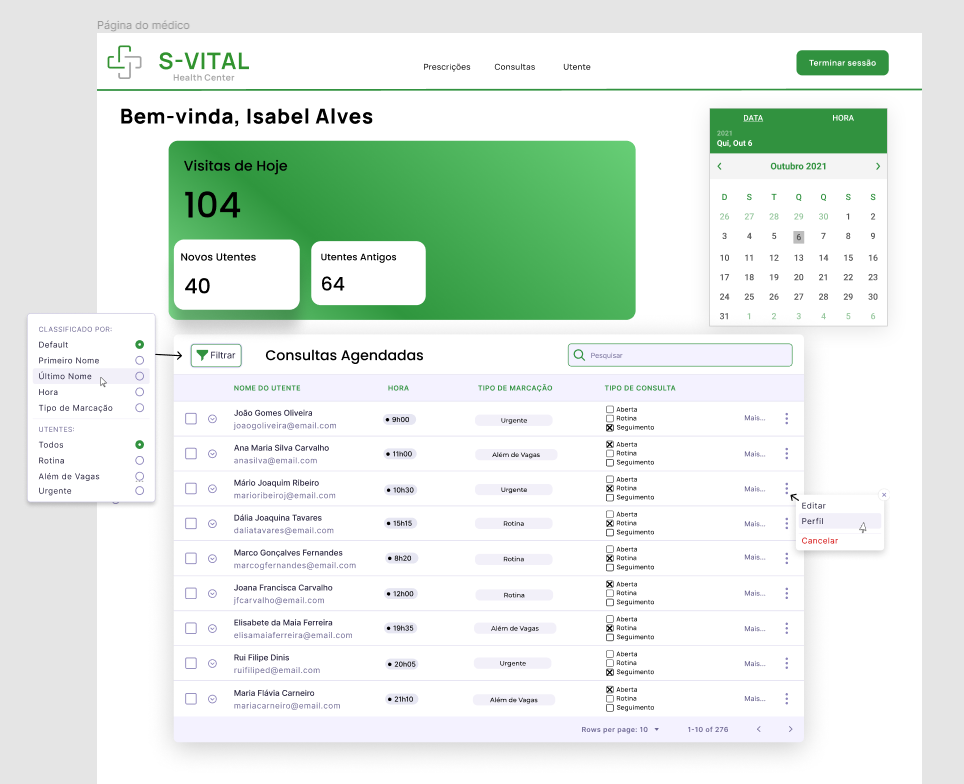 Página do médico
S-VITAL
Health Center
Prescrições Consultas Utente
Terminar sessão
Bem-vinda, Isabel Alves
Visitas de Hoje
104
Novos Utentes
40
Utentes Antigos
64
DATA HORA
2021
Qui, Out 6
Outubro 2021
D S T Q Q S S
26 27 28 29 30 1 2
3 4 5 6 7 8 9
10 11 12 13 14 15 16
17 18 19 20 21 22 23
24 25 26 27 28 29 30
31 1 2 3 4 5 6
CLASSIFICADO POR:
Default
Primeiro Nome
Último Nome
Hora
Tipo de Marcação
UTENTES:
Todos
Rotina
Além de Vagas
Urgente
Filtrar
Consultas Agendadas
Pesquisar
NOME DO UTENTE HORA TIPO DE MARCAÇÃO TIPO DE CONSULTA
João Gomes Oliveira
joaogoliveira@email.com
9h00
Urgente
Aberta
Rotina
Seguimento
Mais...
Ana Maria Silva Carvalho
anasilva@email.com
11h00
Além de Vagas
Aberta
Rotina
Seguimento
Mais...
Mário Joaquim Ribeiro
marioribeiroj@email.com
10h30
Urgente
Aberta
Rotina
Seguimento
Mais...
Dália Joaquina Tavares
daliatavares@email.com
15h15
Rotina
Aberta
Rotina
Seguimento
Mais...
Marco Gonçalves Fernandes
marcogfernandes@email.com
8h20
Rotina
Aberta
Rotina
Seguimento
Mais...
Joana Francisca Carvalho
jfcarvalho@email.com
12h00
Rotina
Aberta
Rotina
Seguimento
Mais...
Elisabete da Maia Ferreira
elisamaiaferreira@email.com
19h35
Além de Vagas
Aberta
Rotina
Seguimento
Mais...
Rui Filipe Dinis
ruifiliped@email.com
20h05
Urgente
Aberta
Rotina
Seguimento
Mais...
Maria Flávia Carneiro
mariacarneiro@email.com
21h10
Além de Vagas
Aberta
Rotina
Seguimento
Mais...
Editar
Perfil
Cancelar
Rows per page: 10 1-10 of 276